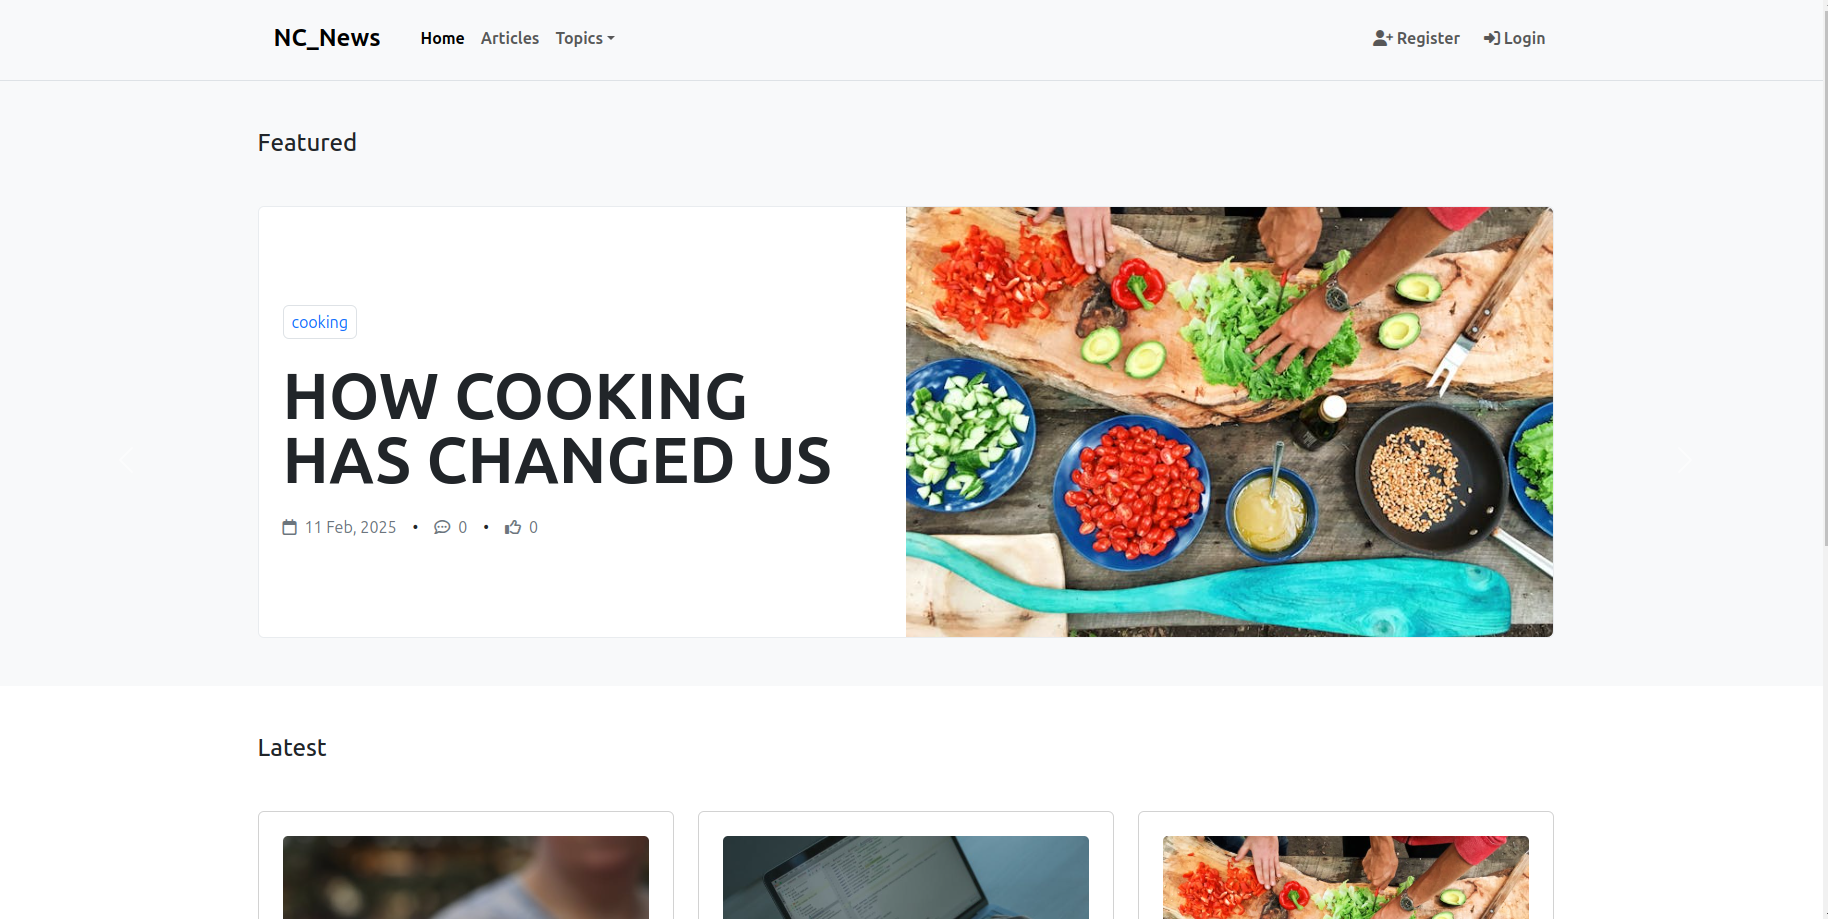 NC_News Home Articles Topics Register Login
Featured
cooking
HOW COOKING
HAS CHANGED US
11 Feb, 2025 • 0 • 0
Latest